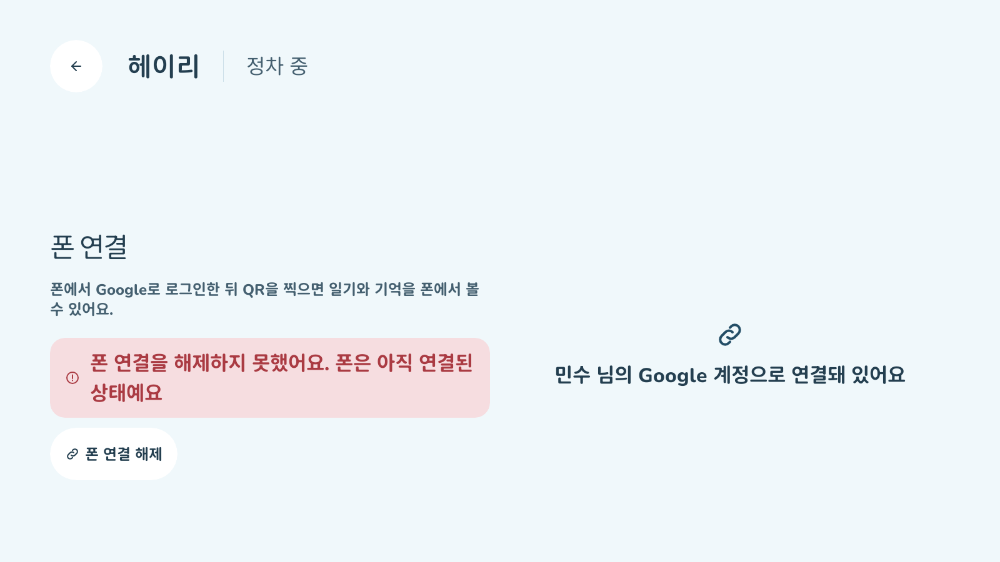 헤이리
정차 중
폰 연결
폰에서 Google로 로그인한 뒤 QR을 찍으면 일기와 기억을 폰에서 볼
수 있어요.
폰 연결을 해제하지 못했어요. 폰은 아직 연결된
상태예요
폰 연결 해제
민수 님의 Google 계정으로 연결돼 있어요